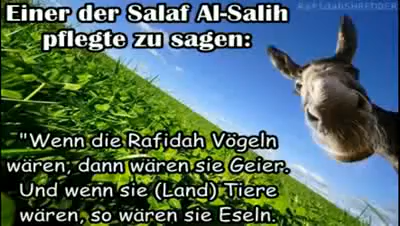 Einer der Salaf Al-Salih
pflegte zu sagen:
RafidahSHREDDER
"Wenn die Rafidah Vögeln
wären, dann wären sie Geier.
Und wenn sie (Land) Tiere
wären, so wären sie Eseln.